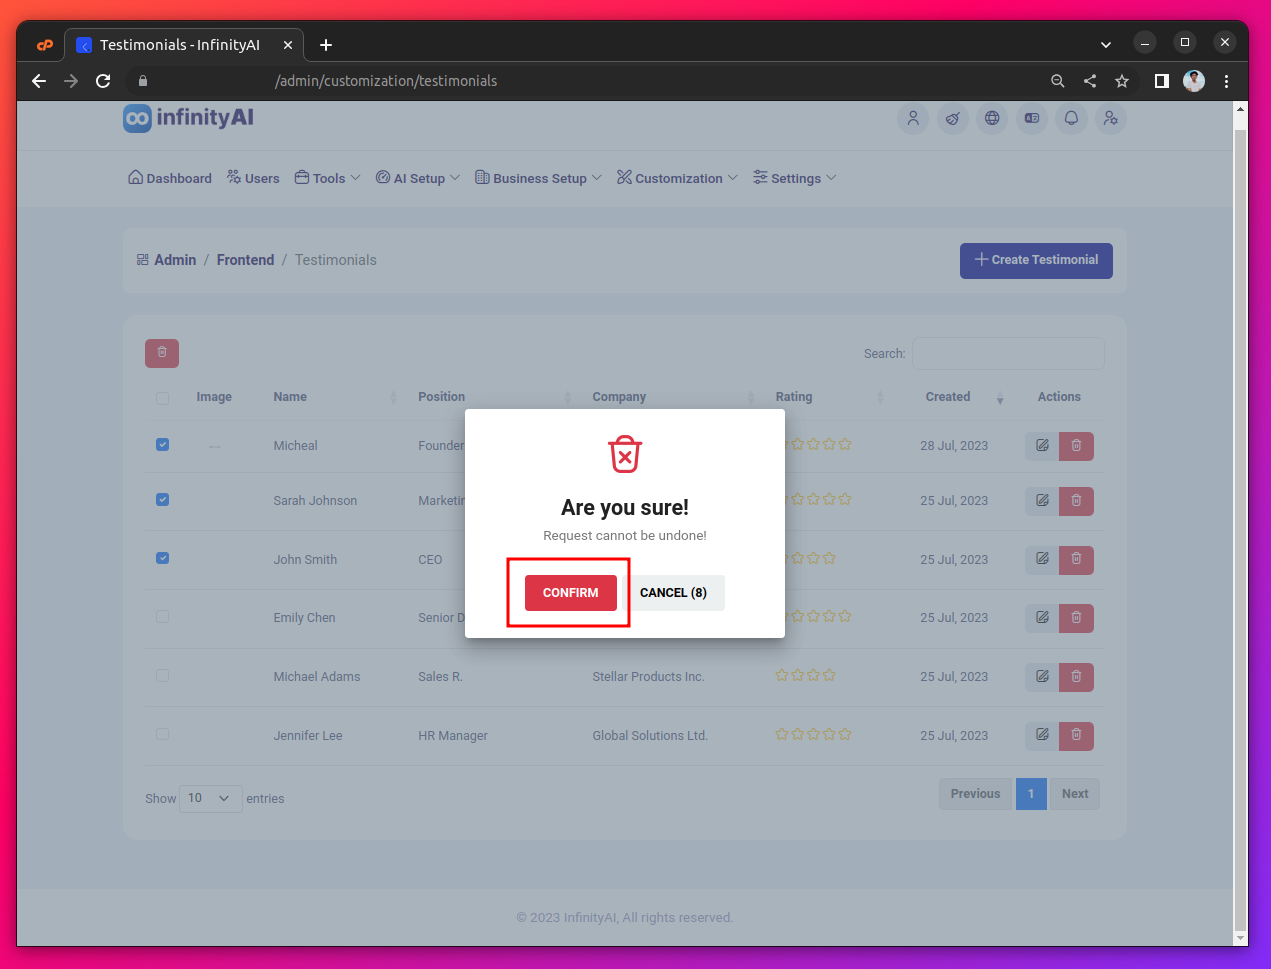 Testimonials - InfinityAI
/admin/customization/testimonials
infinityAI
Dashboard Users Tools AI Setup Business Setup Customization Settings
Admin / Frontend / Testimonials
Create Testimonial
Search:
Image Name Position Company Rating Created Actions
Micheal Founder 28 Jul, 2023
Sarah Johnson 25 Jul, 2023
John Smith CEO 25 Jul, 2023
Emily Chen Senior 25 Jul, 2023
Michael Adams Sales R. Stellar Products Inc. 25 Jul, 2023
Jennifer Lee HR Manager Global Solutions Ltd. 25 Jul, 2023
Are you sure!
Request cannot be undone!
CONFIRM CANCEL (8)
Show 10 entries
Previous 1 Next
© 2023 InfinityAI, All rights reserved.